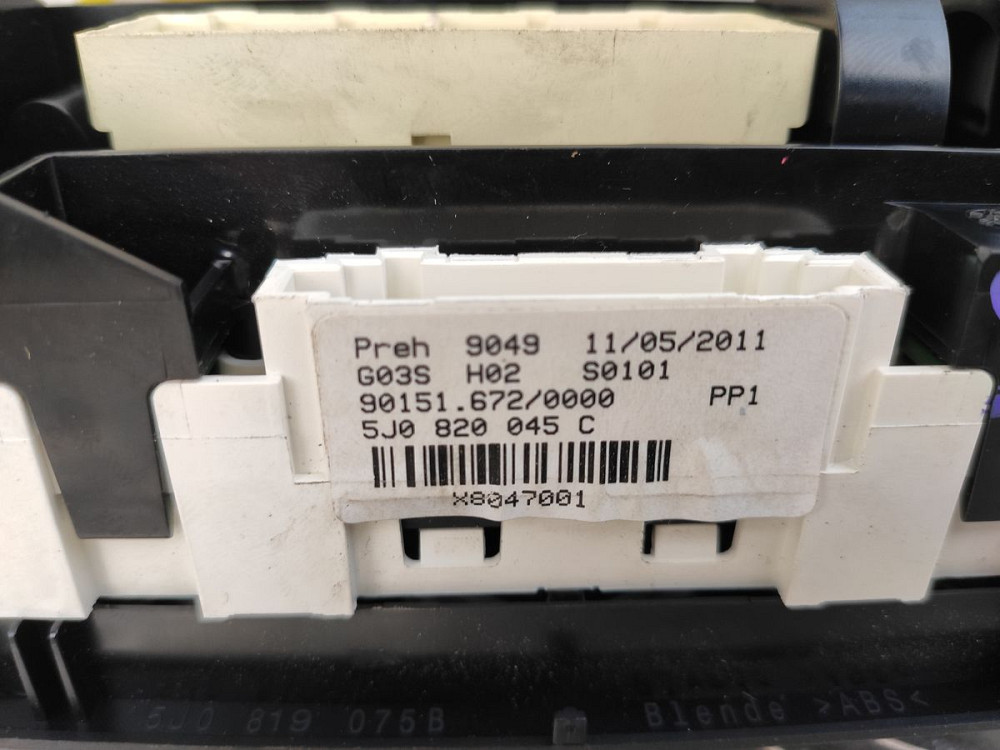 Preh 9049 11/05/2011
G03S H02 S0101
90151.672/0000 PP1
5J0 820 045 C
X8047001
5J0 819 075B Blende >ABS<